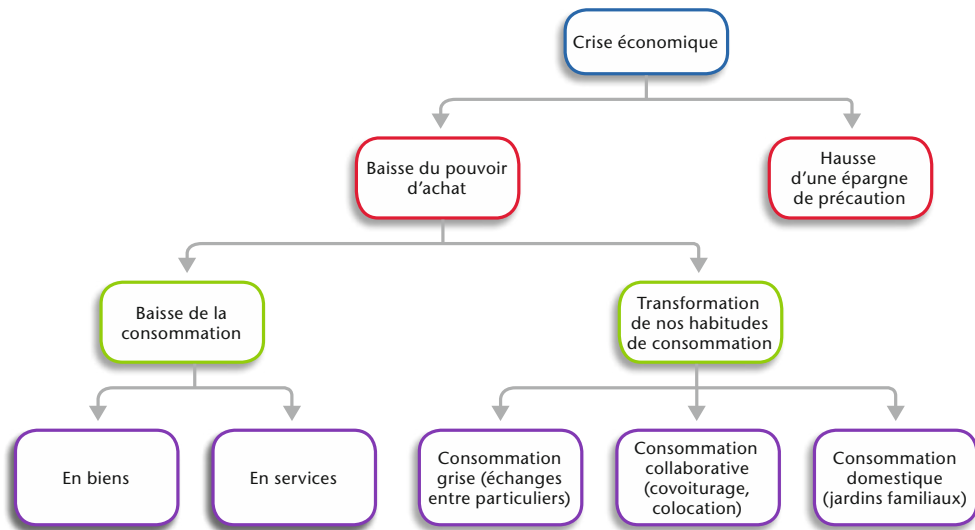 Crise économique
Baisse du pouvoir
d'achat
Hausse
d'une épargne
de précaution
Baisse de la
consommation
Transformation
de nos habitudes
de consommation
En biens
En services
Consommation
grise (échanges
entre particuliers)
Consommation
collaborative
(covoiturage,
colocation)
Consommation
domestique
(jardins familiaux)